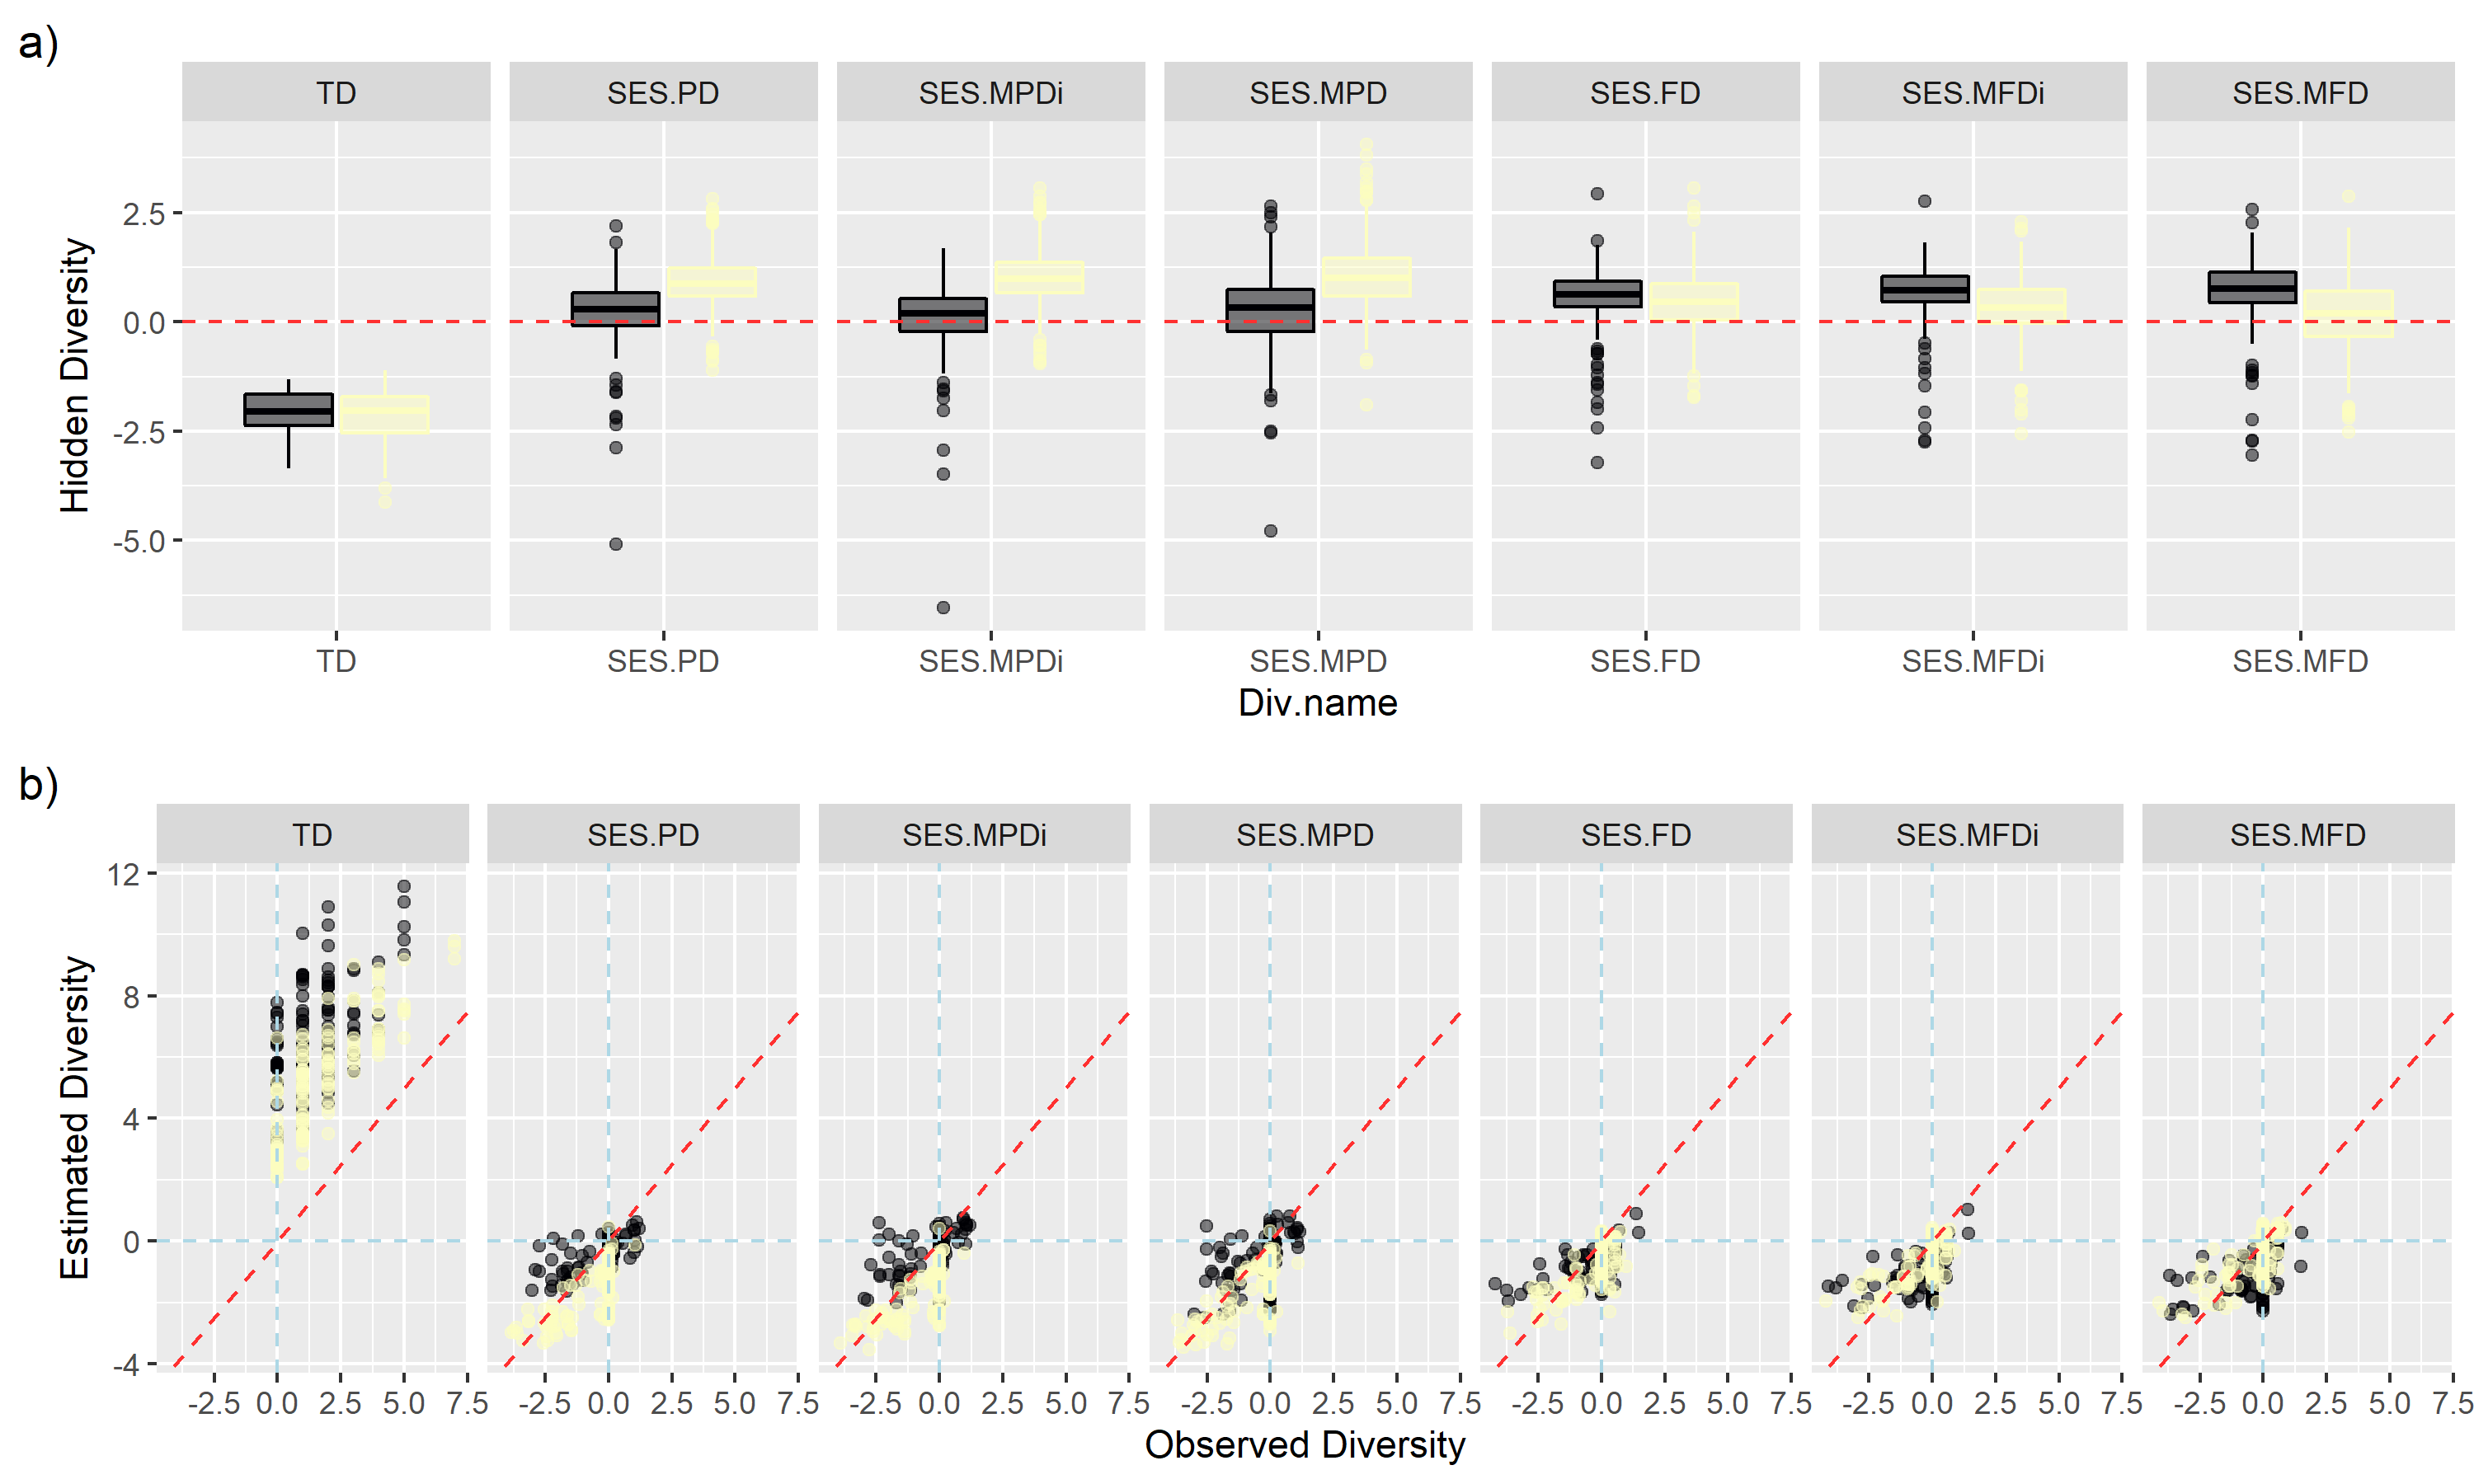 a)
TD SES.PD SES.MPDi SES.MPD SES.FD SES.MFDi SES.MFD
2.5
0.0
-2.5
-5.0
Hidden Diversity
TD SES.PD SES.MPDi SES.MPD SES.FD SES.MFDi SES.MFD
Div.name
b)
TD SES.PD SES.MPDi SES.MPD SES.FD SES.MFDi SES.MFD
12
8
4
0
-4
Estimated Diversity
-2.5 0.0 2.5 5.0 7.5 -2.5 0.0 2.5 5.0 7.5 -2.5 0.0 2.5 5.0 7.5 -2.5 0.0 2.5 5.0 7.5 -2.5 0.0 2.5 5.0 7.5 -2.5 0.0 2.5 5.0 7.5 -2.5 0.0 2.5 5.0 7.5
Observed Diversity